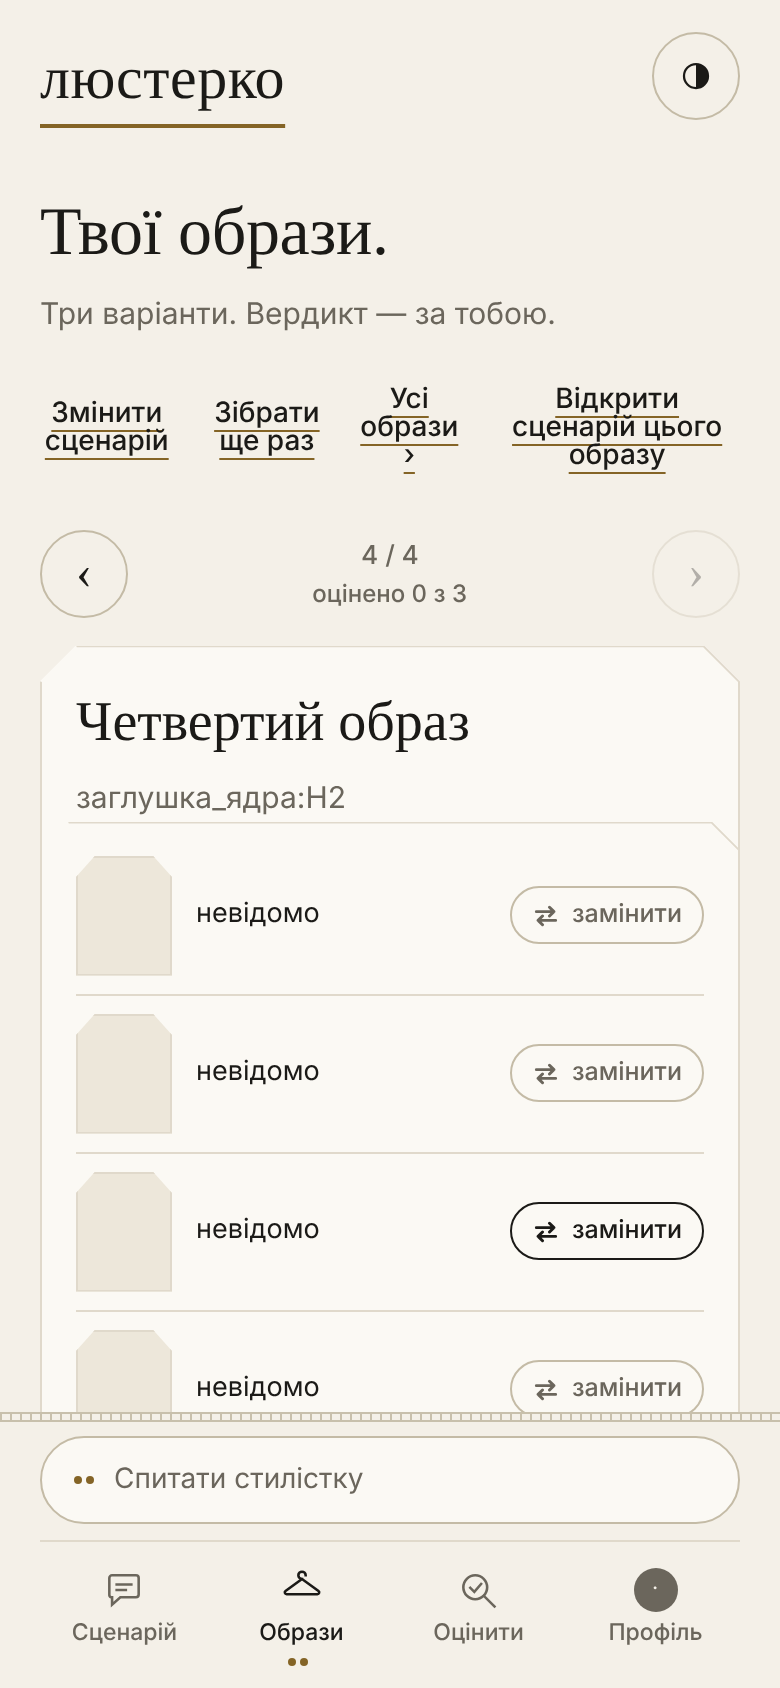 люстерко
Твої образи.
Три варіанти. Вердикт — за тобою.
Змінити
сценарій
Зібрати
ще раз
Усі
образи
›
Відкрити
сценарій цього
образу
‹
4 / 4
оцінено 0 з 3
›
Четвертий образ
заглушка_ядра:H2
невідомо
замінити
невідомо
замінити
невідомо
замінити
невідомо
замінити
Спитати стилістку
Сценарій
Образи
Оцінити
Профіль